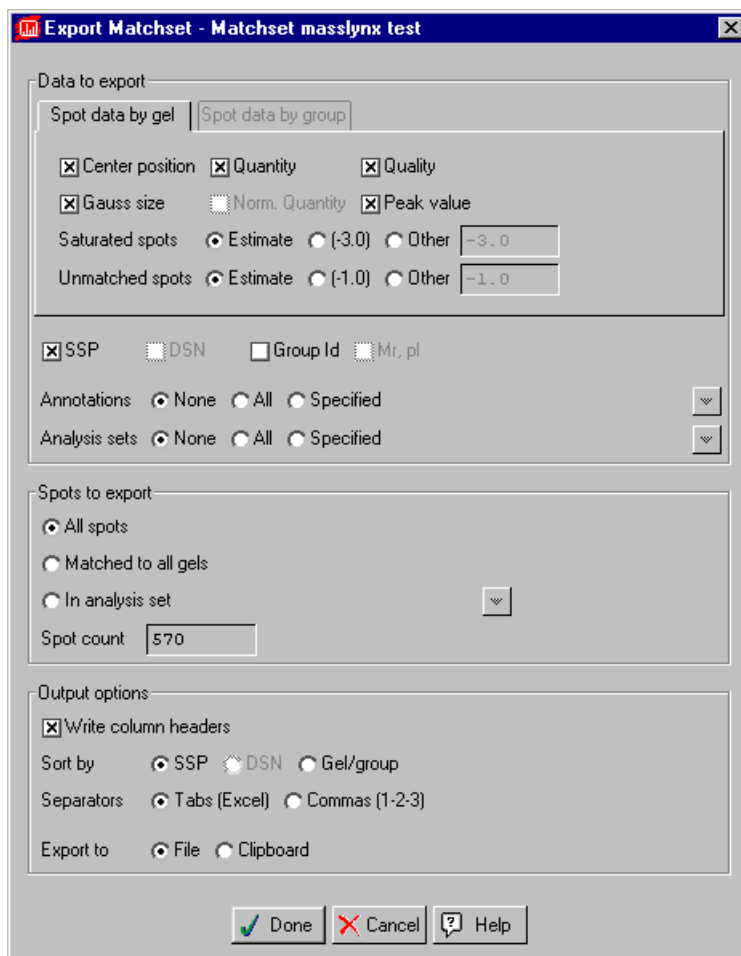 Export Matchset - Matchset masslynx test
Data to export
Spot data by gel Spot data by group
Center position Quantity Quality
Gauss size Norm. Quantity Peak value
Saturated spots Estimate (-3.0) Other -3.0
Unmatched spots Estimate (-1.0) Other -1.0
SSP DSN Group Id Mr, pI
Annotations None All Specified
Analysis sets None All Specified
Spots to export
All spots
Matched to all gels
In analysis set
Spot count 570
Output options
Write column headers
Sort by SSP DSN Gel/group
Separators Tabs (Excel) Commas (1-2-3)
Export to File Clipboard
Done Cancel Help